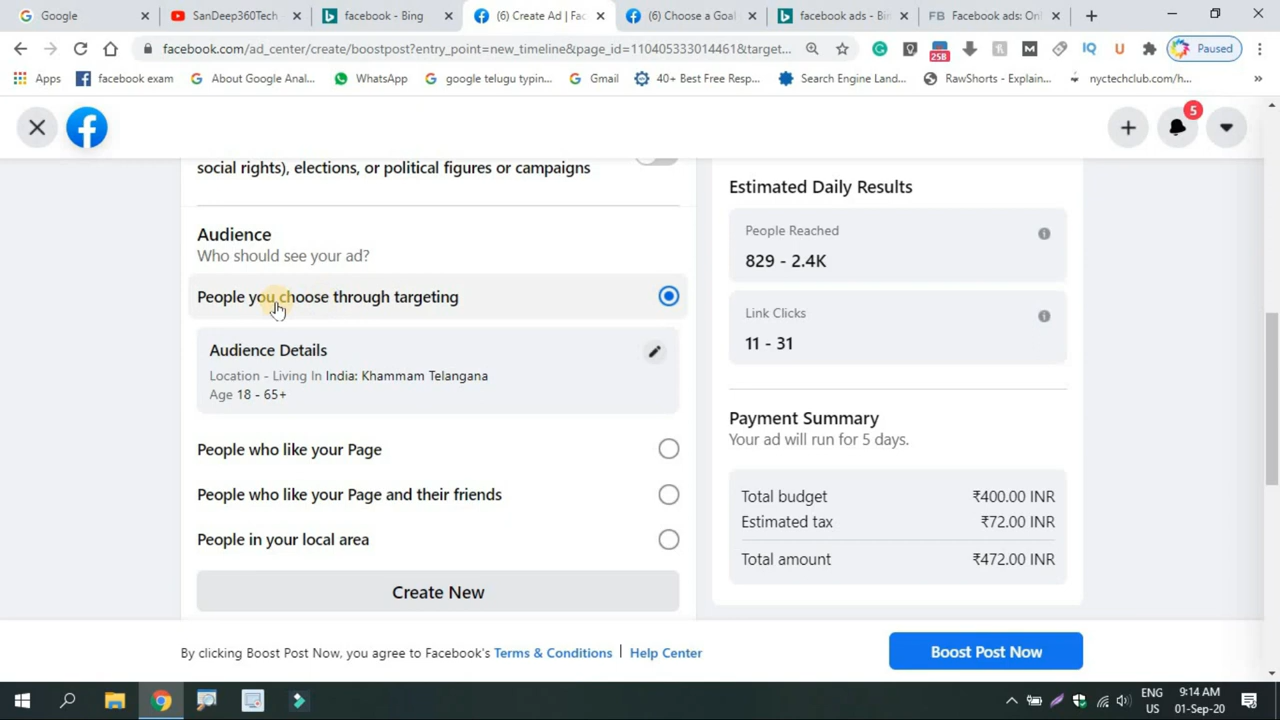 Google
SanDeep360Tech
facebook - Bing
(6) Create Ad | Fac
(6) Choose a Goal
facebook ads - Bin
Facebook ads: Onl
facebook.com/ad_center/create/boostpost?entry_point=new_timeline&page_id=110405333014461&target...
25B
M
IQ
U
Paused
Apps
facebook exam
About Google Anal...
WhatsApp
google telugu typin...
Gmail
40+ Best Free Resp...
Search Engine Land...
RawShorts - Explain...
nyctechclub.com/h...
5
social rights), elections, or political figures or campaigns
Audience
Who should see your ad?
People you choose through targeting
Audience Details
Location - Living In India: Khammam Telangana
Age 18 - 65+
People who like your Page
People who like your Page and their friends
People in your local area
Create New
Estimated Daily Results
People Reached
829 - 2.4K
Link Clicks
11 - 31
Payment Summary
Your ad will run for 5 days.
Total budget ₹400.00 INR
Estimated tax ₹72.00 INR
Total amount ₹472.00 INR
By clicking Boost Post Now, you agree to Facebook's Terms & Conditions | Help Center
Boost Post Now
ENG
US
9:14 AM
01-Sep-20